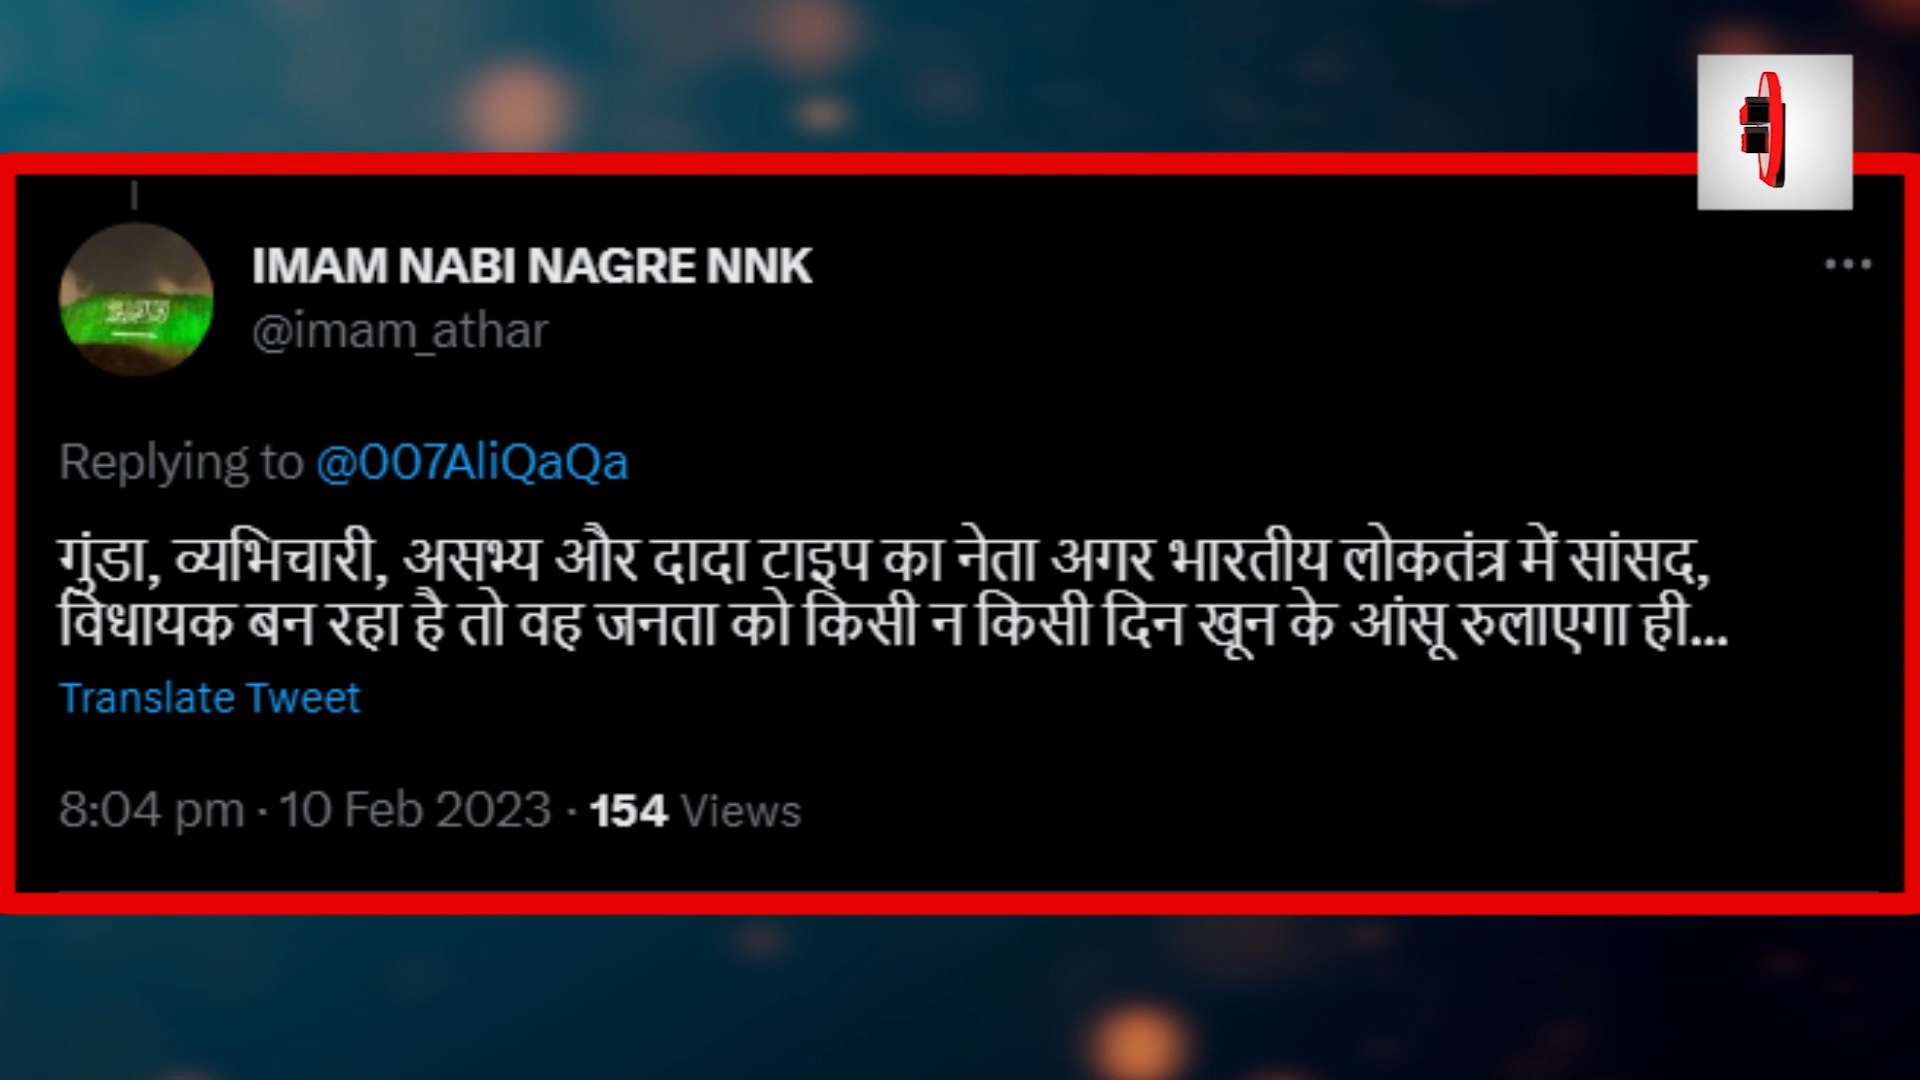 IMAM NABI NAGRE NNK
@imam_athar
Replying to @007AliQaQa
गुंडा, व्यभिचारी, असभ्य और दादा टाइप का नेता अगर भारतीय लोकतंत्र में सांसद,
विधायक बन रहा है तो वह जनता को किसी न किसी दिन खून के आंसू रुलाएगा ही...
Translate Tweet
8:04 pm · 10 Feb 2023 · 154 Views